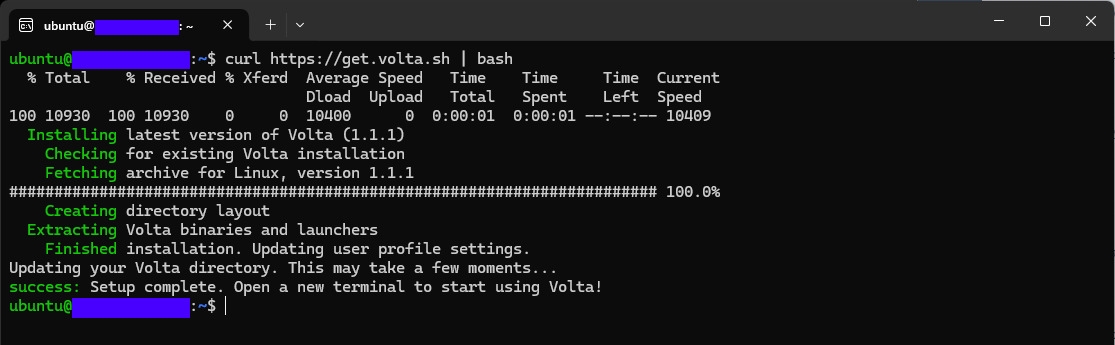 ubuntu@ : ~
ubuntu@ :~$ curl https://get.volta.sh | bash
  % Total    % Received % Xferd  Average Speed   Time    Time     Time  Current
                                 Dload  Upload   Total   Spent    Left  Speed
100 10930  100 10930    0     0  10400      0  0:00:01  0:00:01 --:--:-- 10409
  Installing latest version of Volta (1.1.1)
    Checking for existing Volta installation
    Fetching archive for Linux, version 1.1.1
######################################################################## 100.0%
    Creating directory layout
  Extracting Volta binaries and launchers
    Finished installation. Updating user profile settings.
Updating your Volta directory. This may take a few moments...
success: Setup complete. Open a new terminal to start using Volta!
ubuntu@ :~$